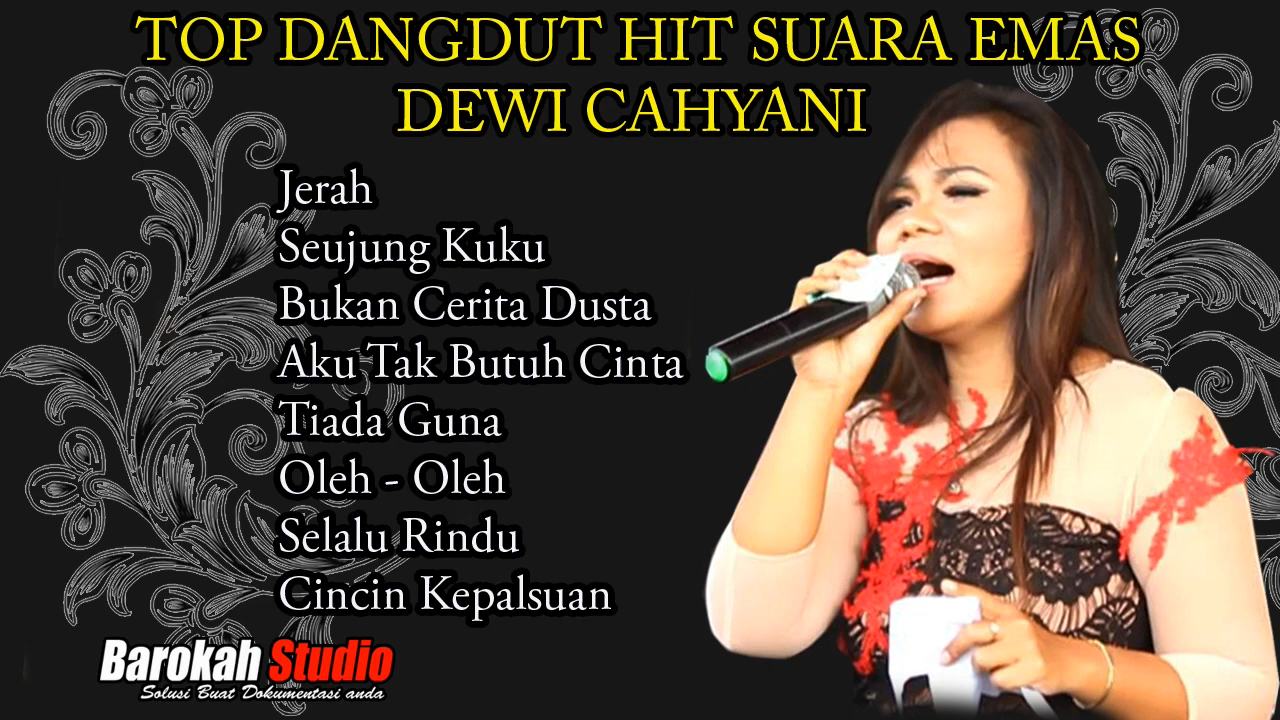 TOP DANGDUT HIT SUARA EMAS
DEWI CAHYANI
Jerah
Seujung Kuku
Bukan Cerita Dusta
Aku Tak Butuh Cinta
Tiada Guna
Oleh - Oleh
Selalu Rindu
Cincin Kepalsuan
Barokah Studio
Solusi Buat Dokumentasi anda